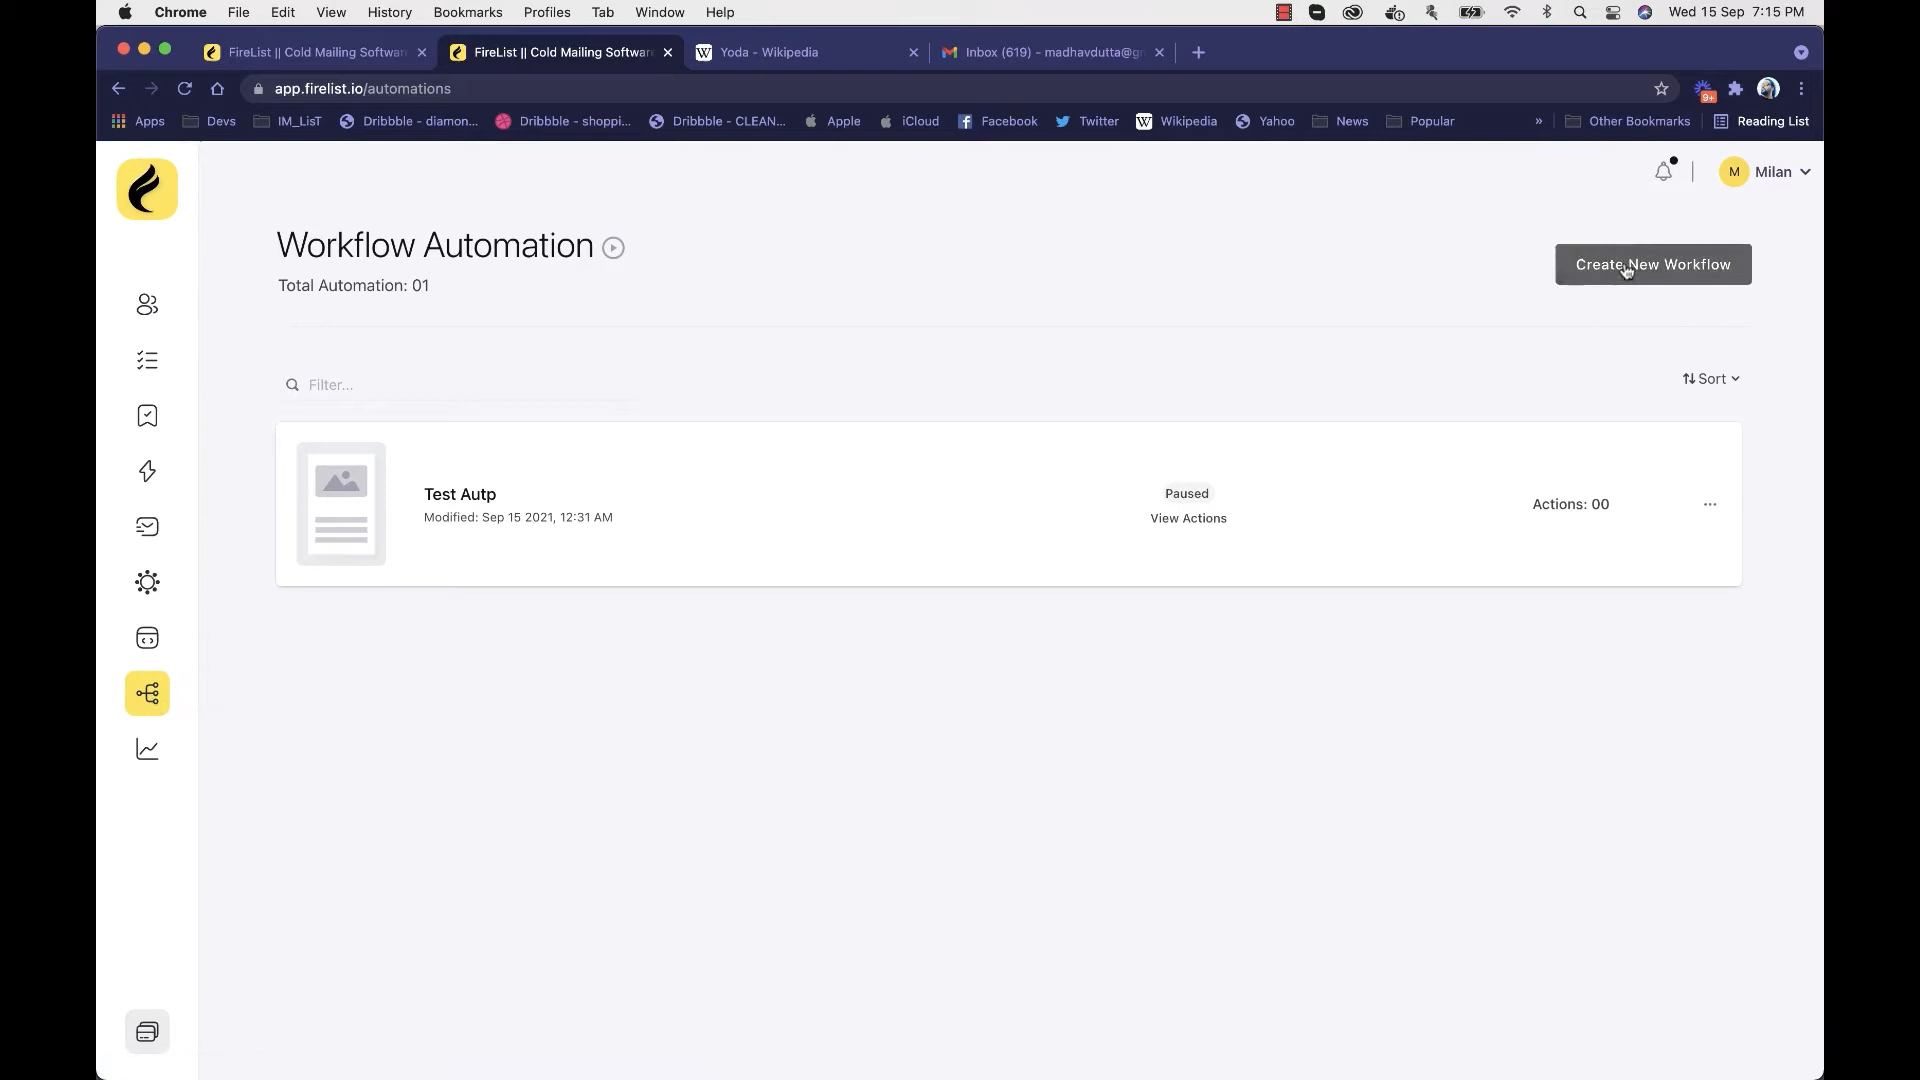 Chrome File Edit View History Bookmarks Profiles Tab Window Help Wed 15 Sep 7:15 PM
FireList || Cold Mailing Softwar FireList || Cold Mailing Softwar Yoda - Wikipedia Inbox (619) - madhavdutta@g
app.firelist.io/automations 9+
Apps Devs IM_LisT Dribbble - diamon... Dribbble - shoppi... Dribbble - CLEAN... Apple iCloud Facebook Twitter Wikipedia Yahoo News Popular » Other Bookmarks Reading List
M Milan
Workflow Automation
Create New Workflow
Total Automation: 01
Filter...
Sort
Test Autp
Modified: Sep 15 2021, 12:31 AM
Paused
View Actions
Actions: 00